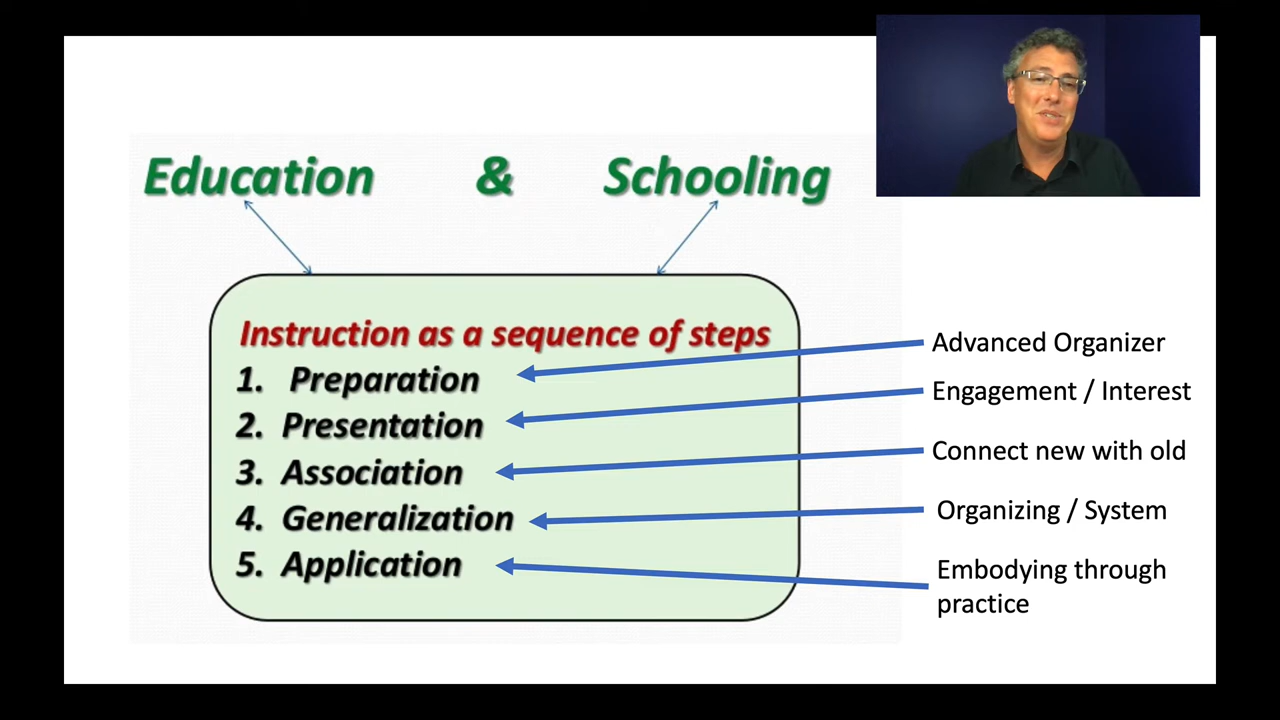 Education & Schooling
Instruction as a sequence of steps
1. Preparation
2. Presentation
3. Association
4. Generalization
5. Application
Advanced Organizer
Engagement / Interest
Connect new with old
Organizing / System
Embodying through
practice